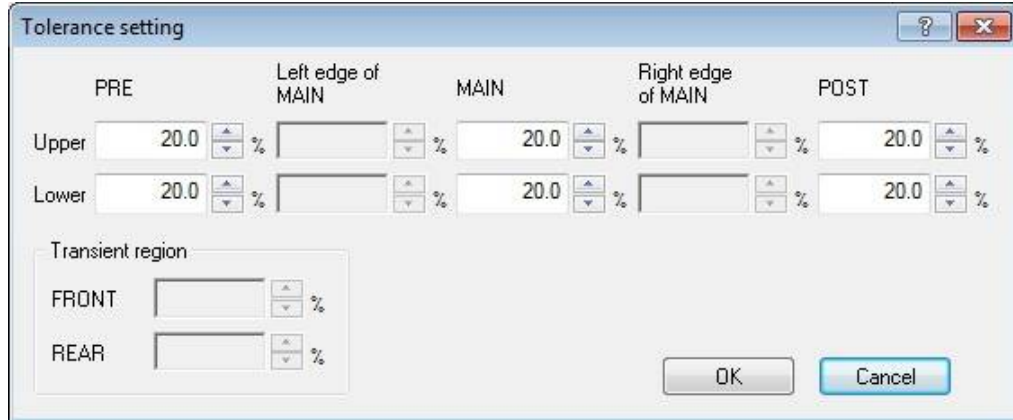 Tolerance setting
PRE
Left edge of
MAIN
MAIN
Right edge
of MAIN
POST
Upper 20.0 % % 20.0 % % 20.0 %
Lower 20.0 % % 20.0 % % 20.0 %
Transient region
FRONT %
REAR %
OK Cancel